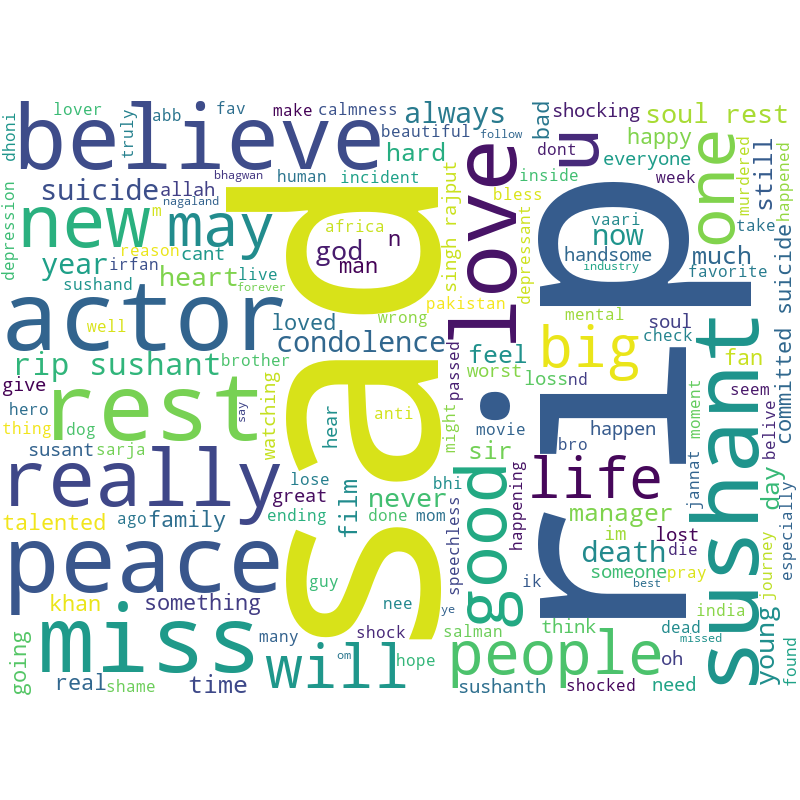 lover
abb
fav
make
calmness
always
shocking
soul rest
dhoni
truly
believe
beautiful
follow
bad
happy
hard
u
dont
everyone
one
still
happened
bhagwan
human
incident
inside
week
murdered
suicide
allah
nagaland
sad
singh rajput
love
bless
rip
take
depression
new
m
may
africa
god
n
man
vaari
now
handsome
industry
much
favorite
year
reason
cant
irfan
heart
live
forever
sushand
depressant
committed suicide
actor
well
loved
wrong
pakistan
mental
soul
check
condolence
feel
big
fan
rip sushant
brother
passed
worst
loss
nd
seem
give
rest
watching
hear
anti
might
movie
happen
moment
belive
hero
thing
dog
say
susant
sarja
sir
bro
sushant
jannat
day
really
lose
great
bhi
good
happening
life
film
never
manager
talented
ago
family
ending
done
mom
speechless
im
lost
especially
peace
death
die
guy
ik
someone
pray
best
journey
khan
something
nee
ye
india
miss
many
shock
salman
think
dead
missed
young
found
going
will
om
hope
people
oh
real
shame
time
sushanth
shocked
need